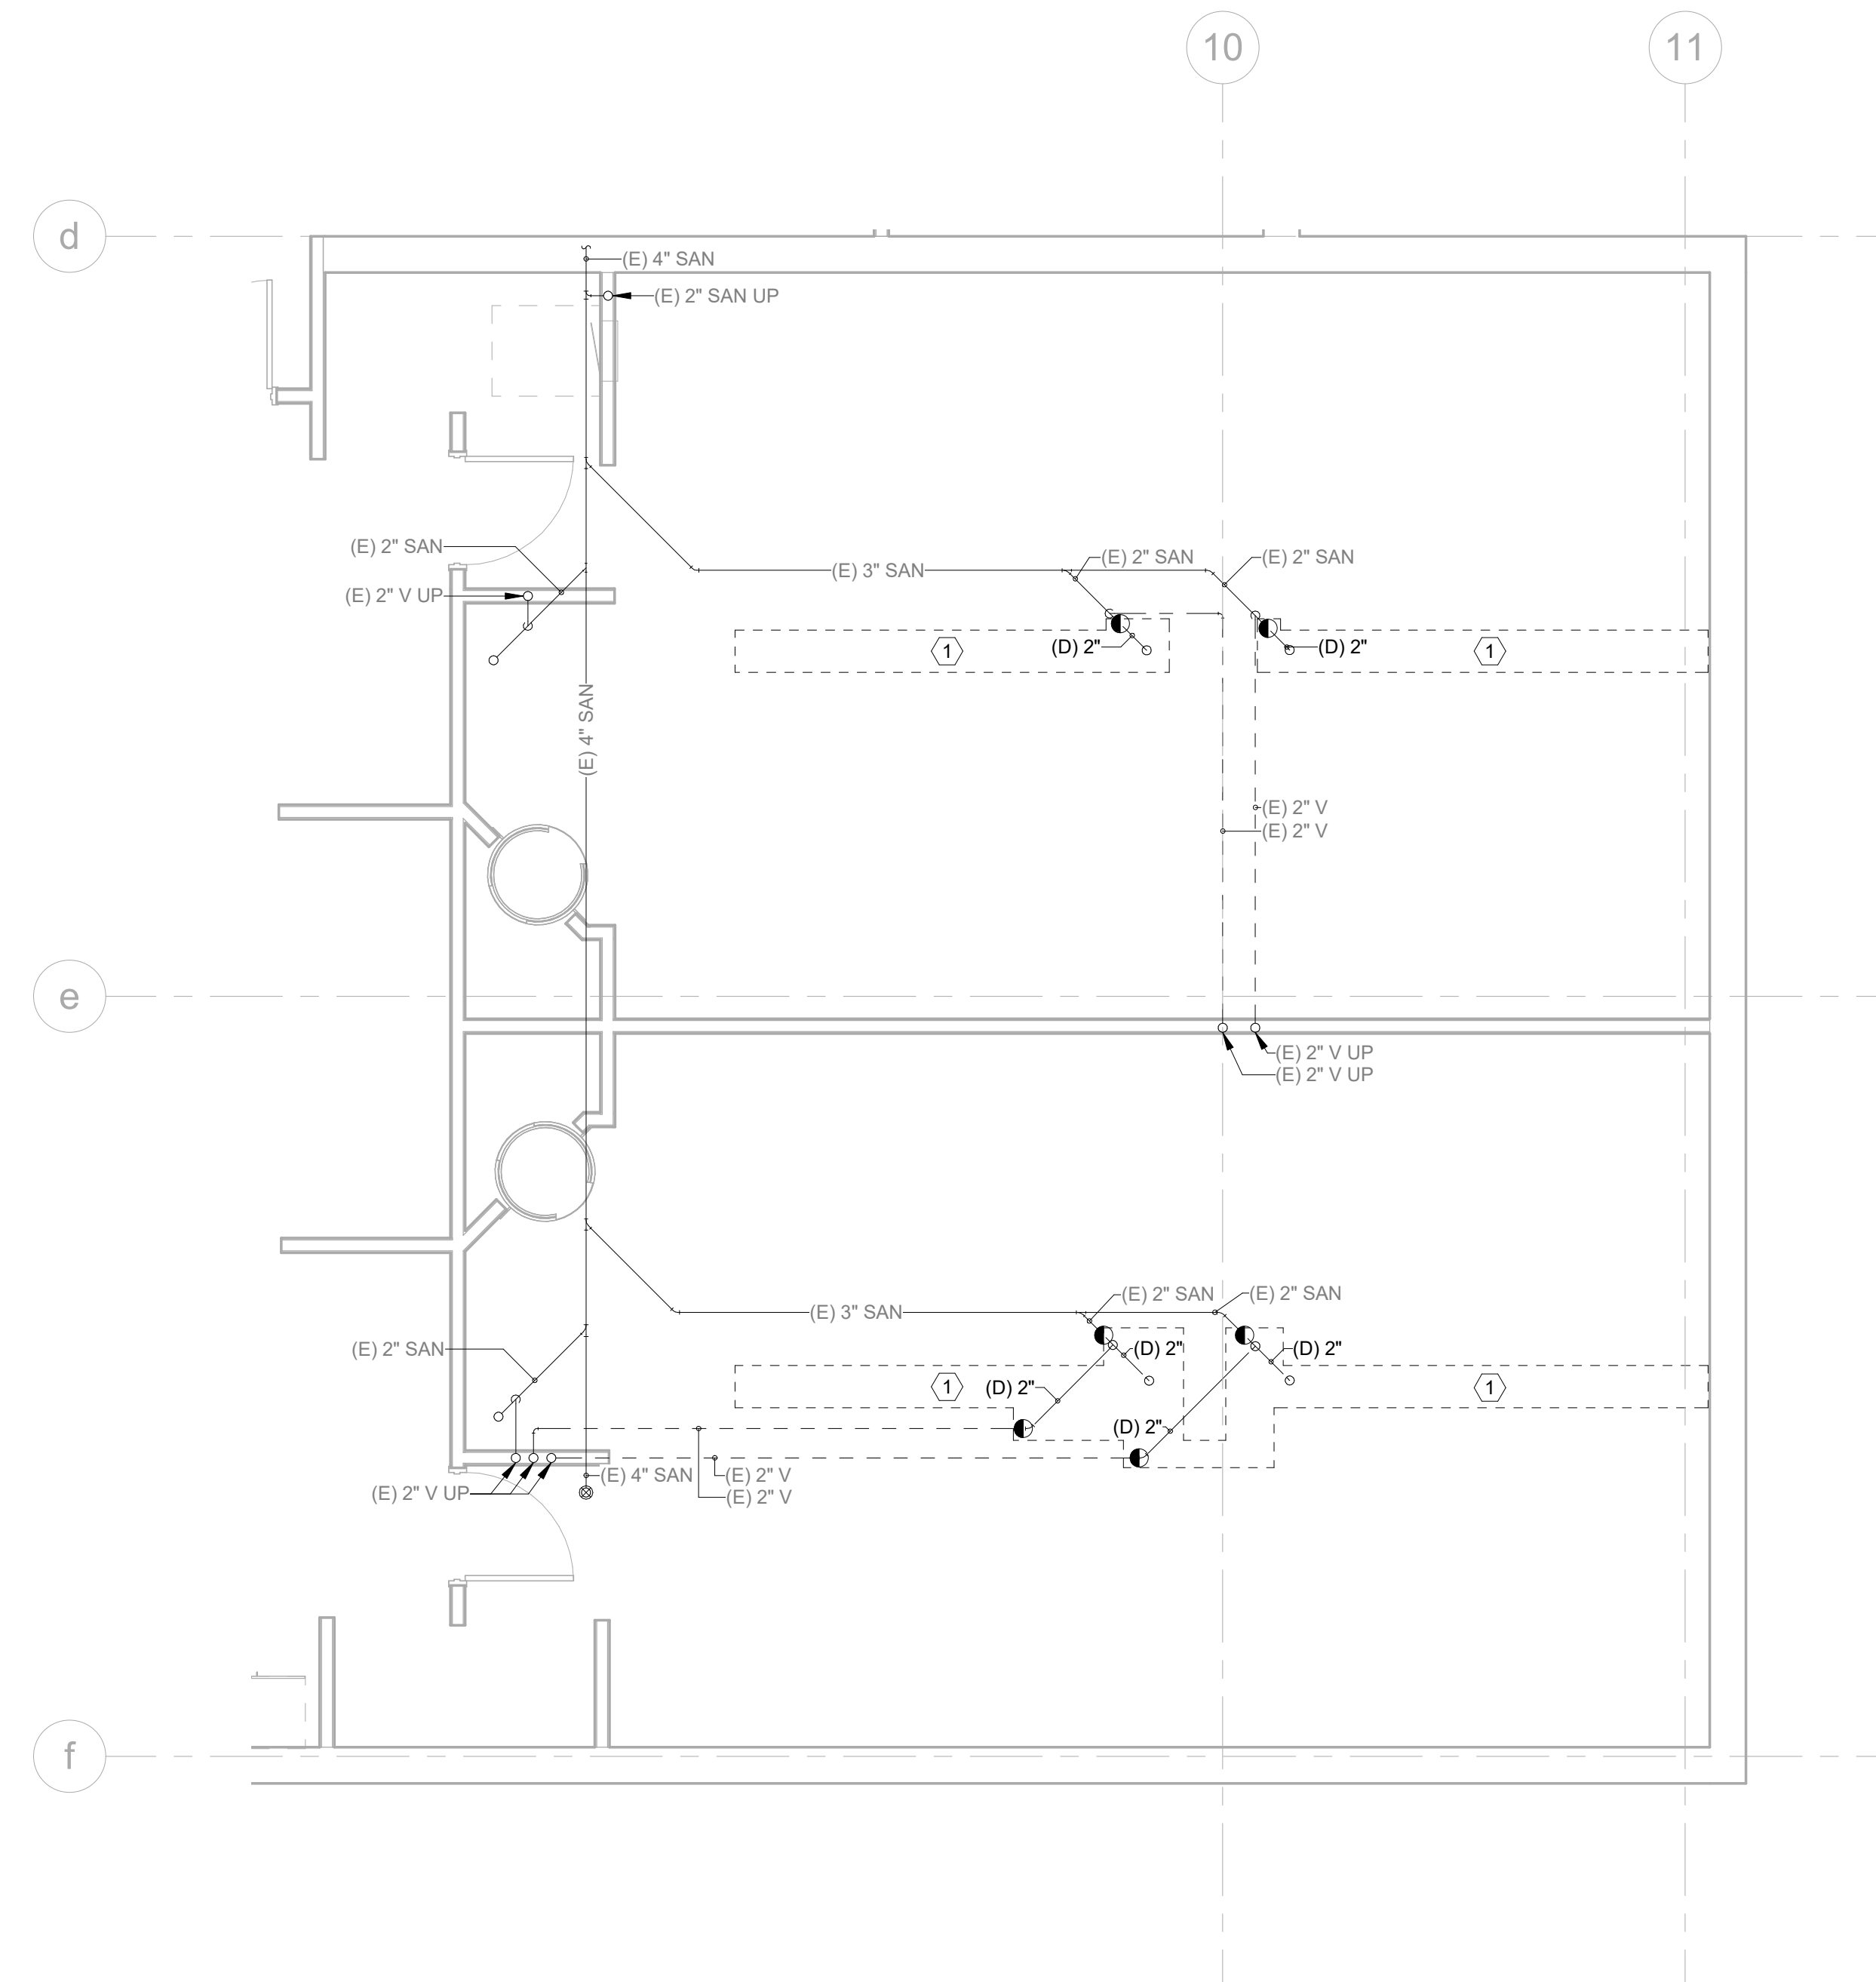 10
11
d
(E) 4" SAN
(E) 2" SAN UP
(E) 2" SAN
(E) 2" SAN
(E) 2" SAN
(E) 3" SAN
(E) 2" V UP
(D) 2"
1
(D) 2"
1
(E) 4" SAN
(E) 2" V
(E) 2" V
e
(E) 2" V UP
(E) 2" V UP
(E) 2" SAN
(E) 2" SAN
(E) 3" SAN
(E) 2" SAN
(D) 2"
(D) 2"
1
(D) 2"
1
(D) 2"
(E) 4" SAN
(E) 2" V
(E) 2" V UP
(E) 2" V
f